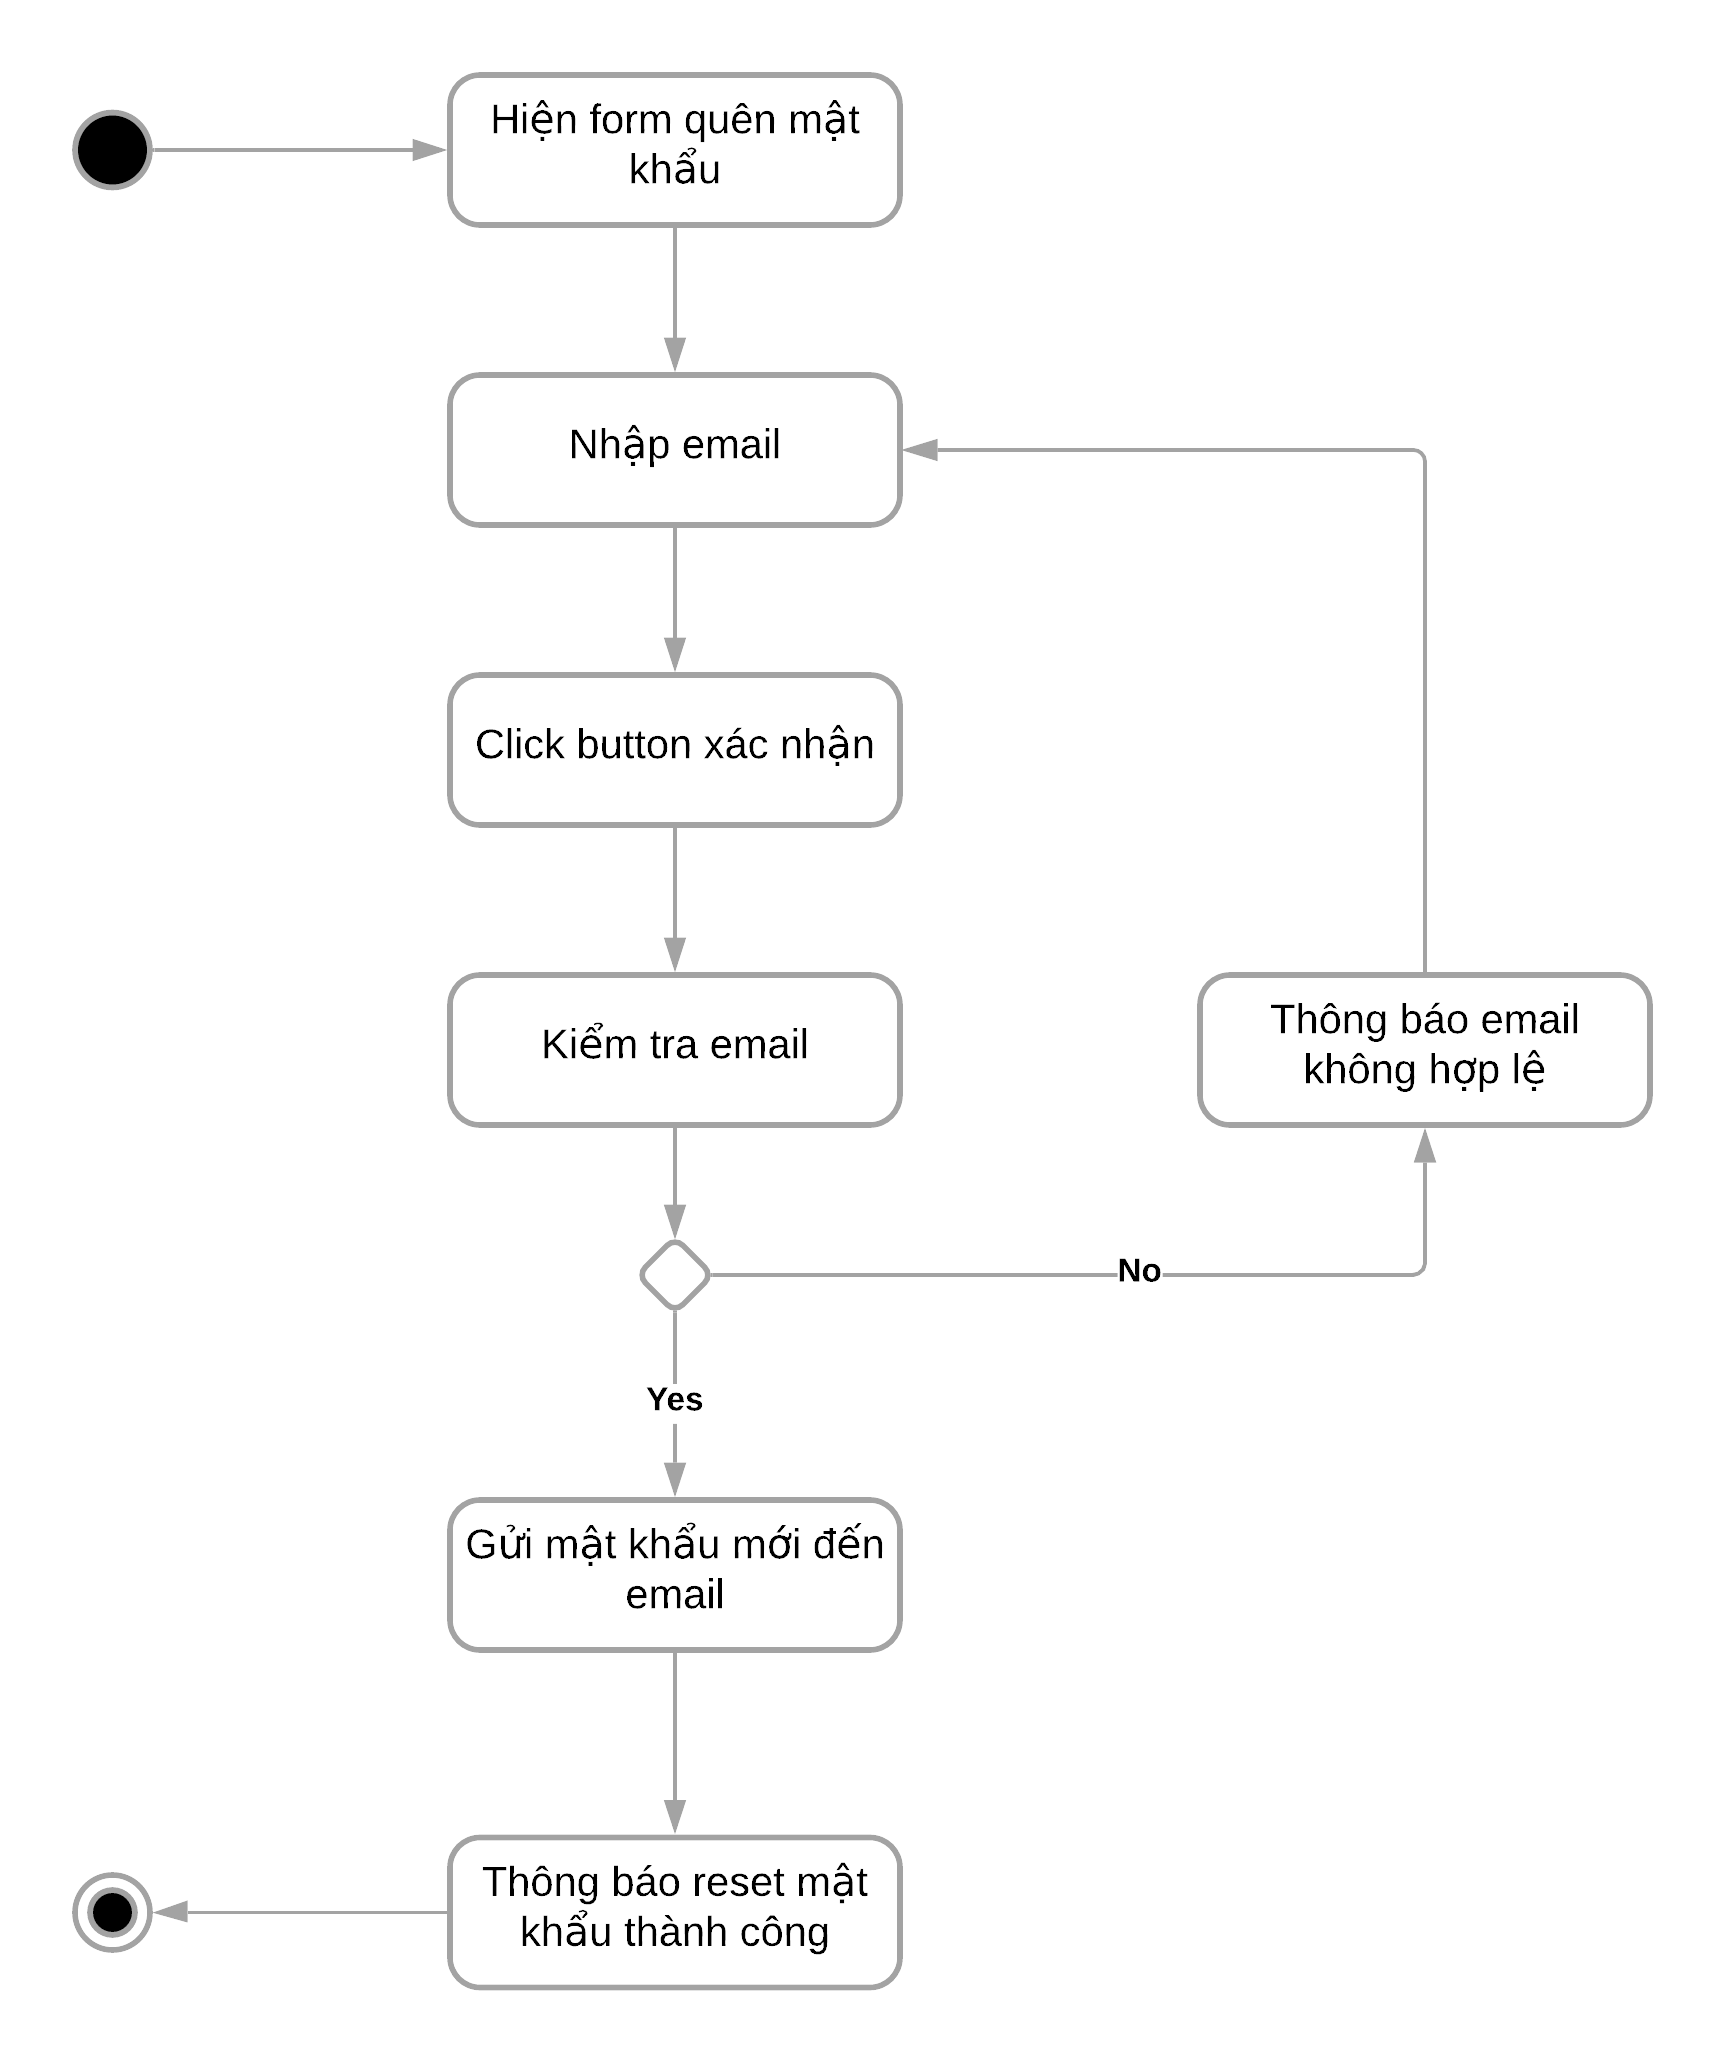 Hiện form quên mật
khẩu
Nhập email
Click button xác nhận
Kiểm tra email
Thông báo email
không hợp lệ
No
Yes
Gửi mật khẩu mới đến
email
Thông báo reset mật
khẩu thành công